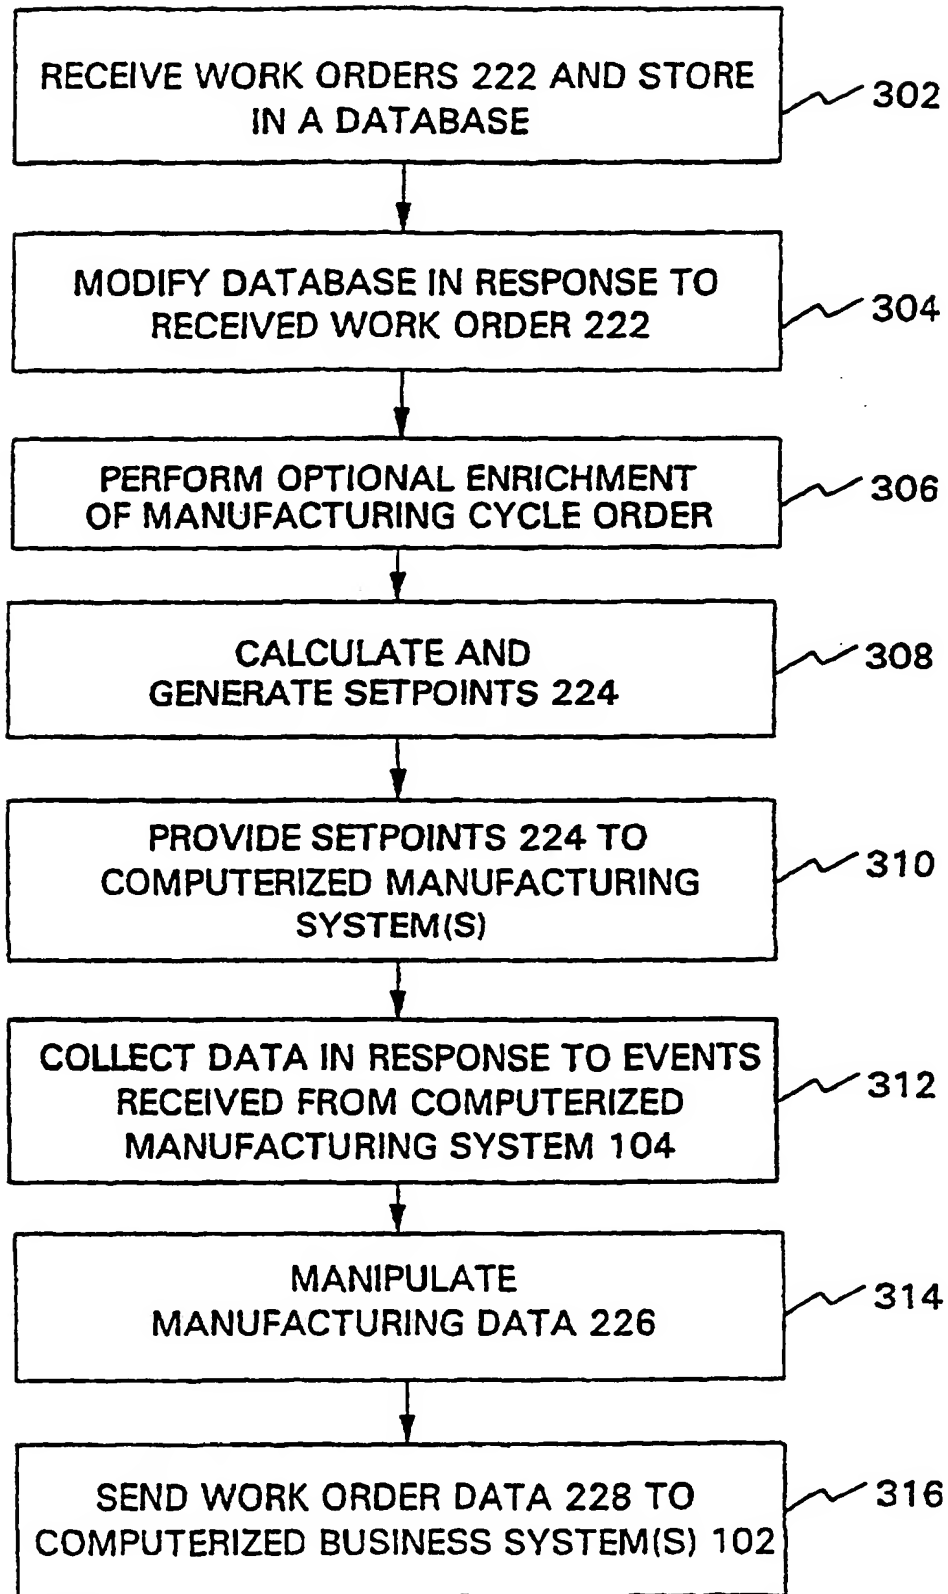 RECEIVE WORK ORDERS 222 AND STORE
IN A DATABASE
302
MODIFY DATABASE IN RESPONSE TO
RECEIVED WORK ORDER 222
304
PERFORM OPTIONAL ENRICHMENT
OF MANUFACTURING CYCLE ORDER
306
CALCULATE AND
GENERATE SETPOINTS 224
308
PROVIDE SETPOINTS 224 TO
COMPUTERIZED MANUFACTURING
SYSTEM(S)
310
COLLECT DATA IN RESPONSE TO EVENTS
RECEIVED FROM COMPUTERIZED
MANUFACTURING SYSTEM 104
312
MANIPULATE
MANUFACTURING DATA 226
314
SEND WORK ORDER DATA 228 TO
COMPUTERIZED BUSINESS SYSTEM(S) 102
316